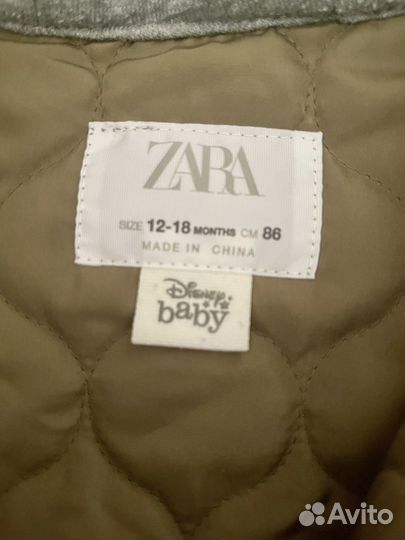 ZARA
SIZE 12-18 MONTHS CM 86
MADE IN CHINA
Disney
baby
Avito